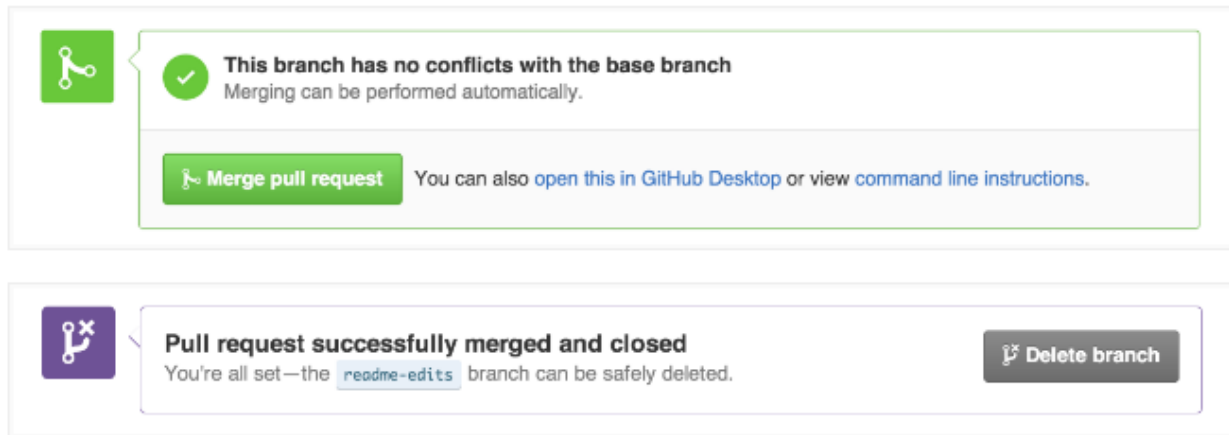 This branch has no conflicts with the base branch
Merging can be performed automatically.
Merge pull request You can also open this in GitHub Desktop or view command line instructions.
Pull request successfully merged and closed
You're all set—the readme-edits branch can be safely deleted.
Delete branch